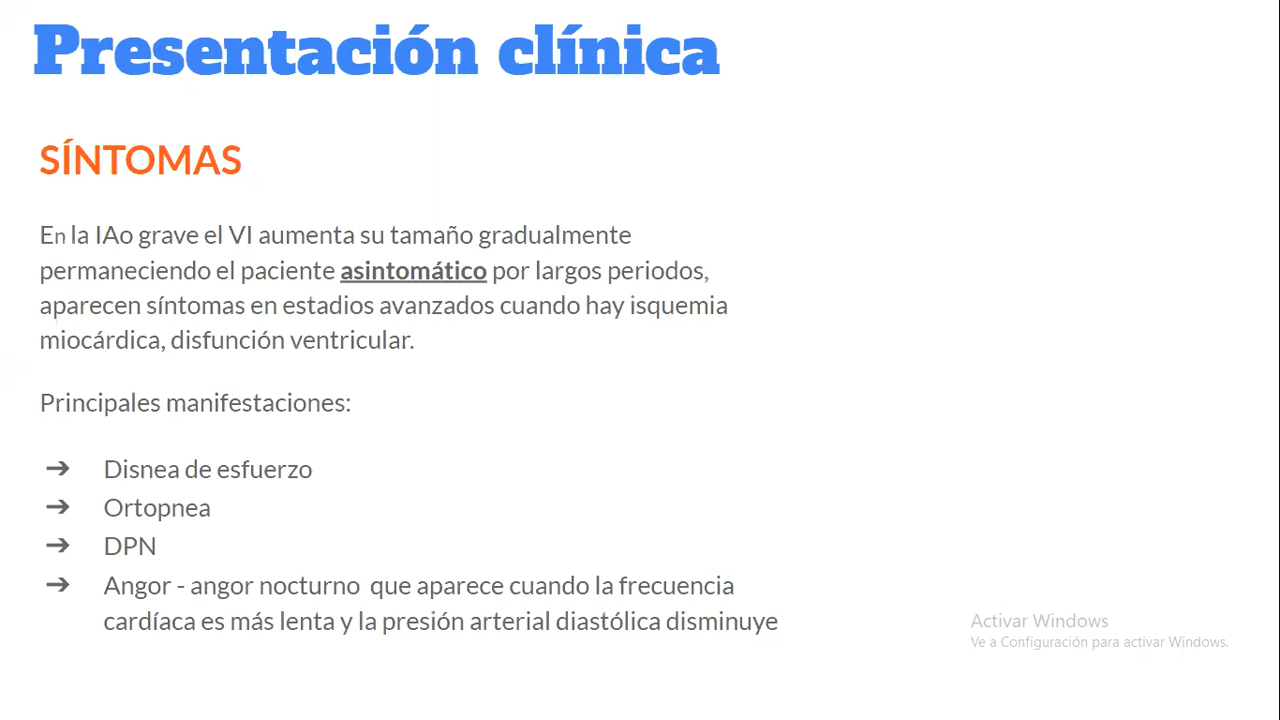 Presentación clínica
SÍNTOMAS
En la IAo grave el VI aumenta su tamaño gradualmente
permaneciendo el paciente asintomático por largos periodos,
aparecen síntomas en estadios avanzados cuando hay isquemia
miocárdica, disfunción ventricular.
Principales manifestaciones:
➔ Disnea de esfuerzo
➔ Ortopnea
➔ DPN
➔ Angor - angor nocturno que aparece cuando la frecuencia
cardíaca es más lenta y la presión arterial diastólica disminuye
Activar Windows
Ve a Configuración para activar Windows.